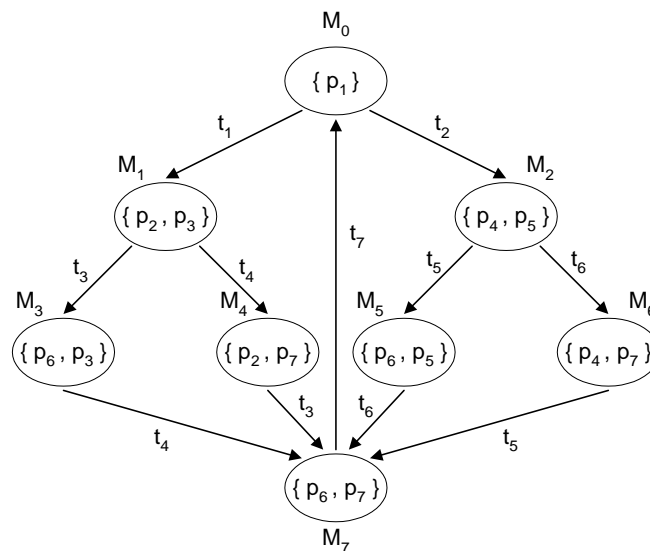 M₀
{ p₁ }
t₁ t₂
M₁ M₂
{ p₂ , p₃ } { p₄ , p₅ }
t₇
t₃ t₄ t₅ t₆
M₃ M₄ M₅ M₆
{ p₆ , p₃ } { p₂ , p₇ } { p₆ , p₅ } { p₄ , p₇ }
t₄ t₃ t₆ t₅
{ p₆ , p₇ }
M₇